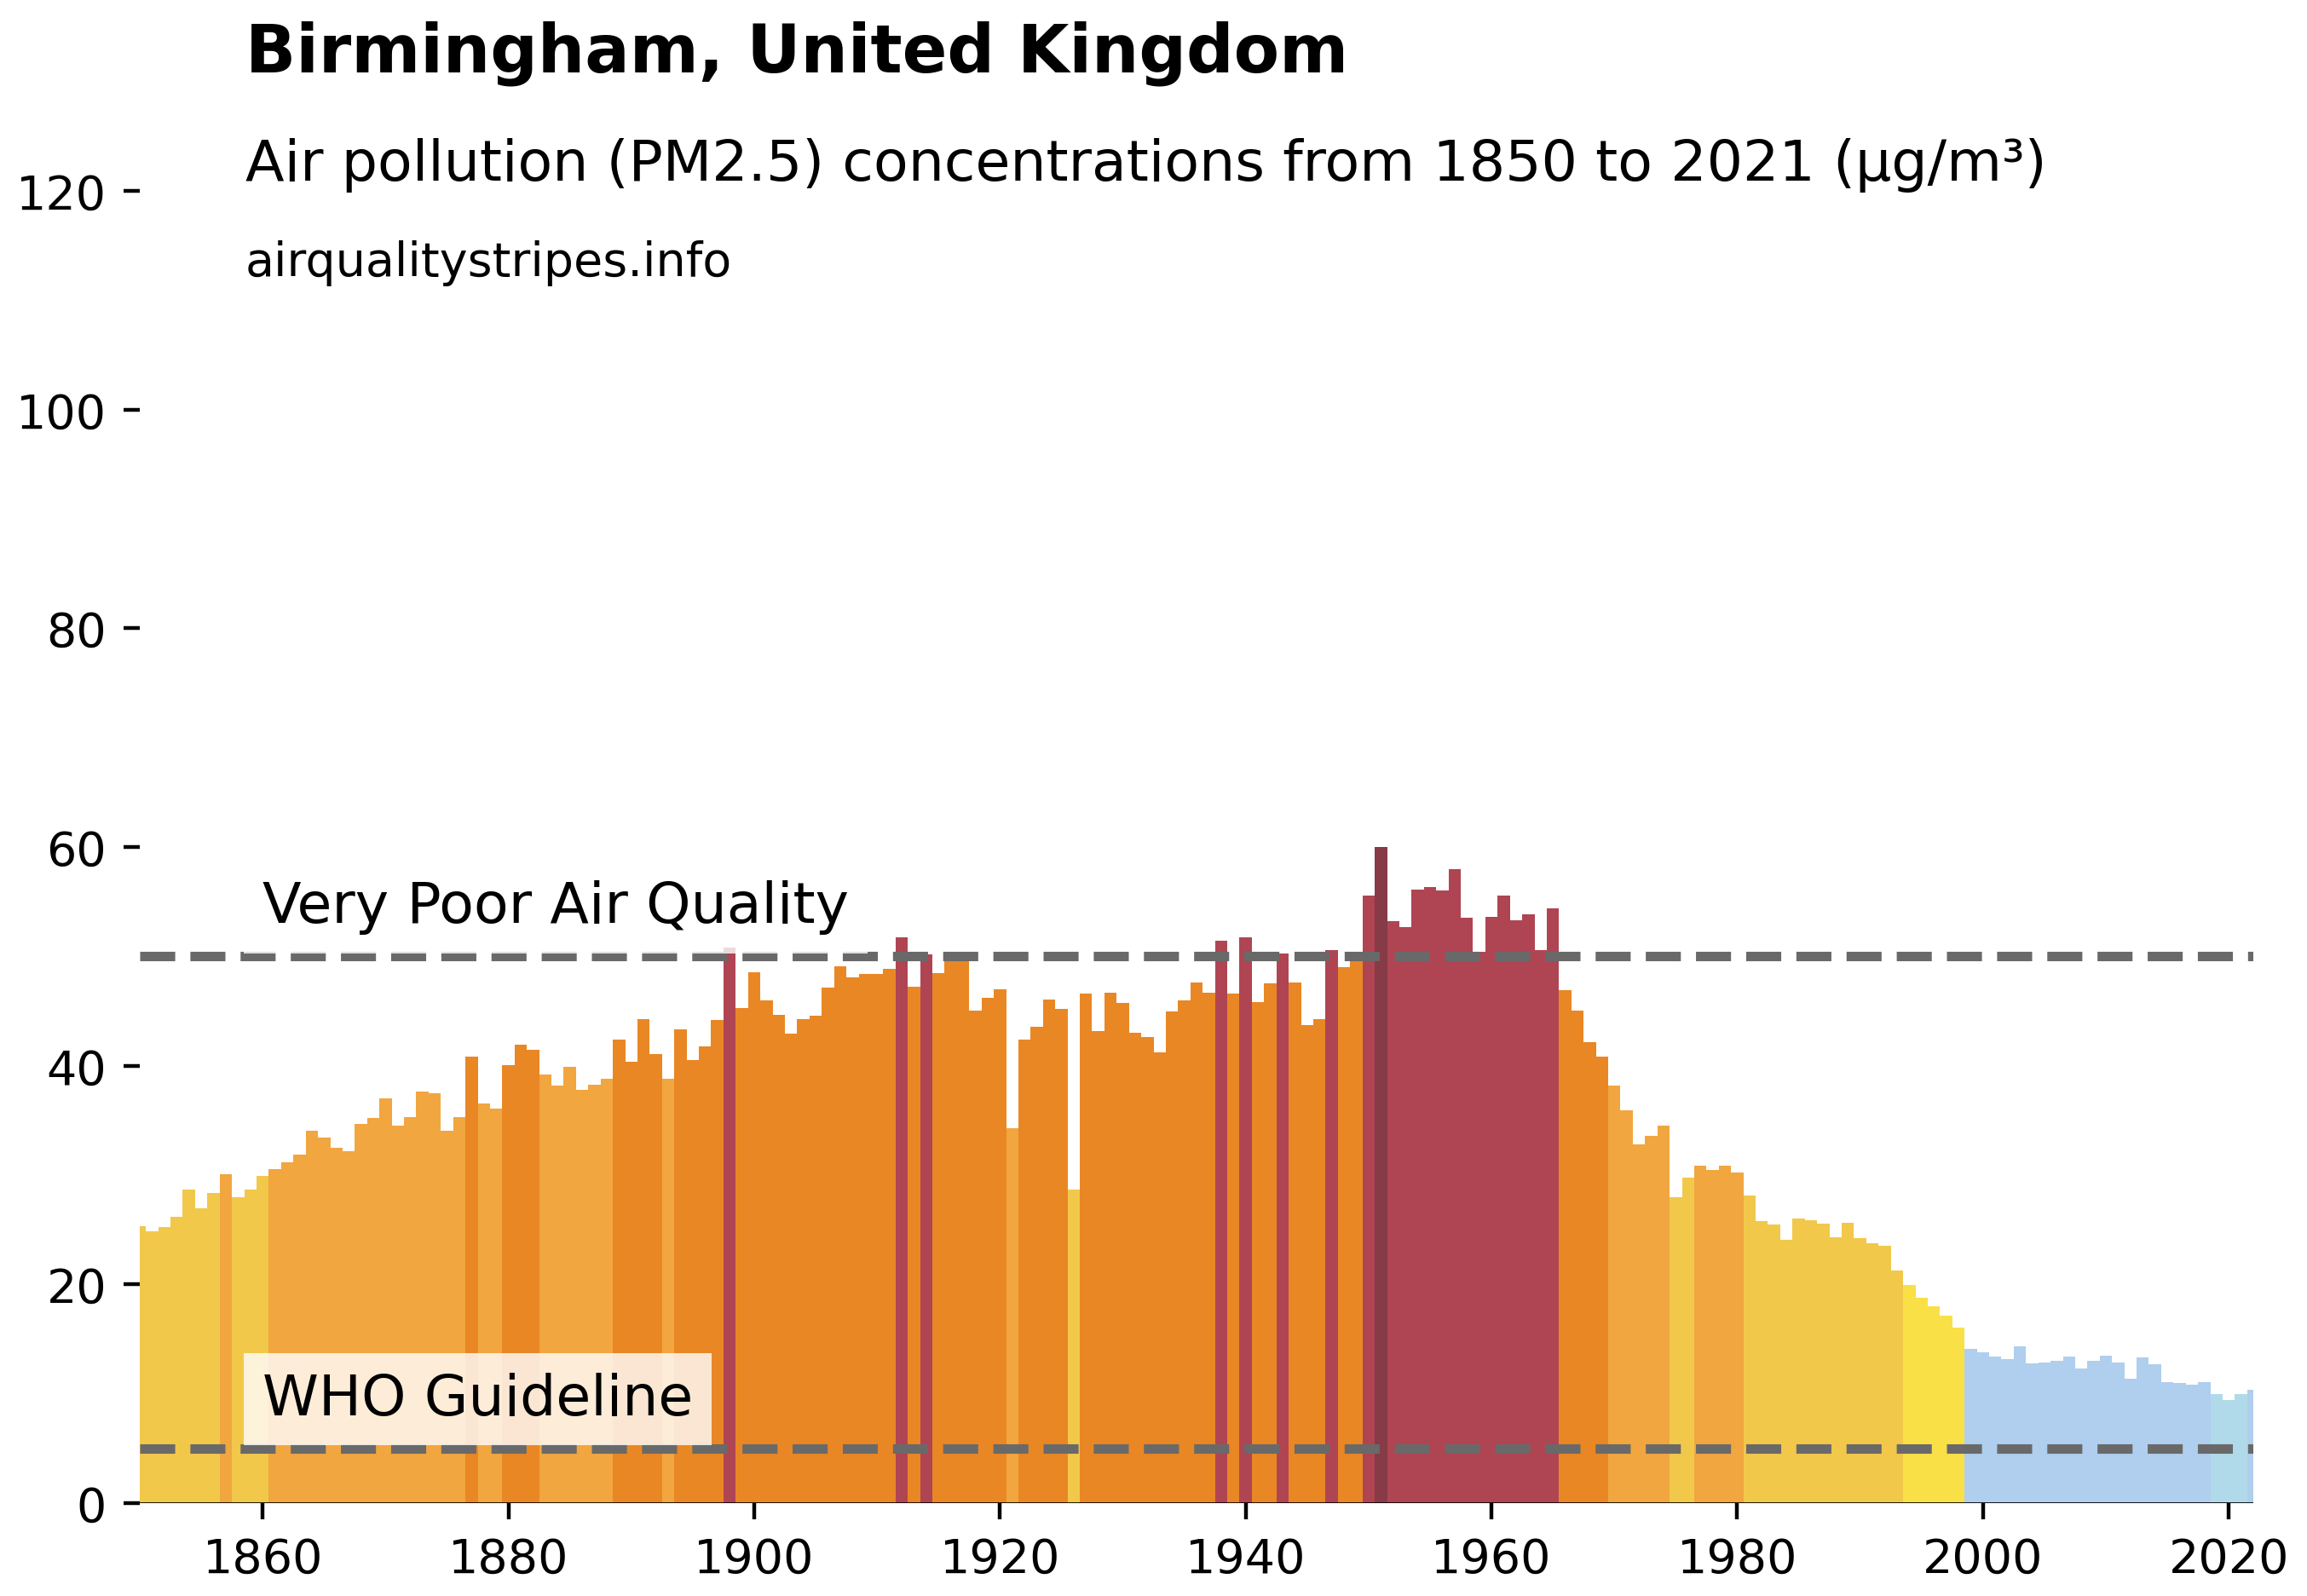 Birmingham, United Kingdom
Air pollution (PM2.5) concentrations from 1850 to 2021 (µg/m³)
120
airqualitystripes.info
100
80
60
Very Poor Air Quality
40
20
WHO Guideline
0
1860 1880 1900 1920 1940 1960 1980 2000 2020